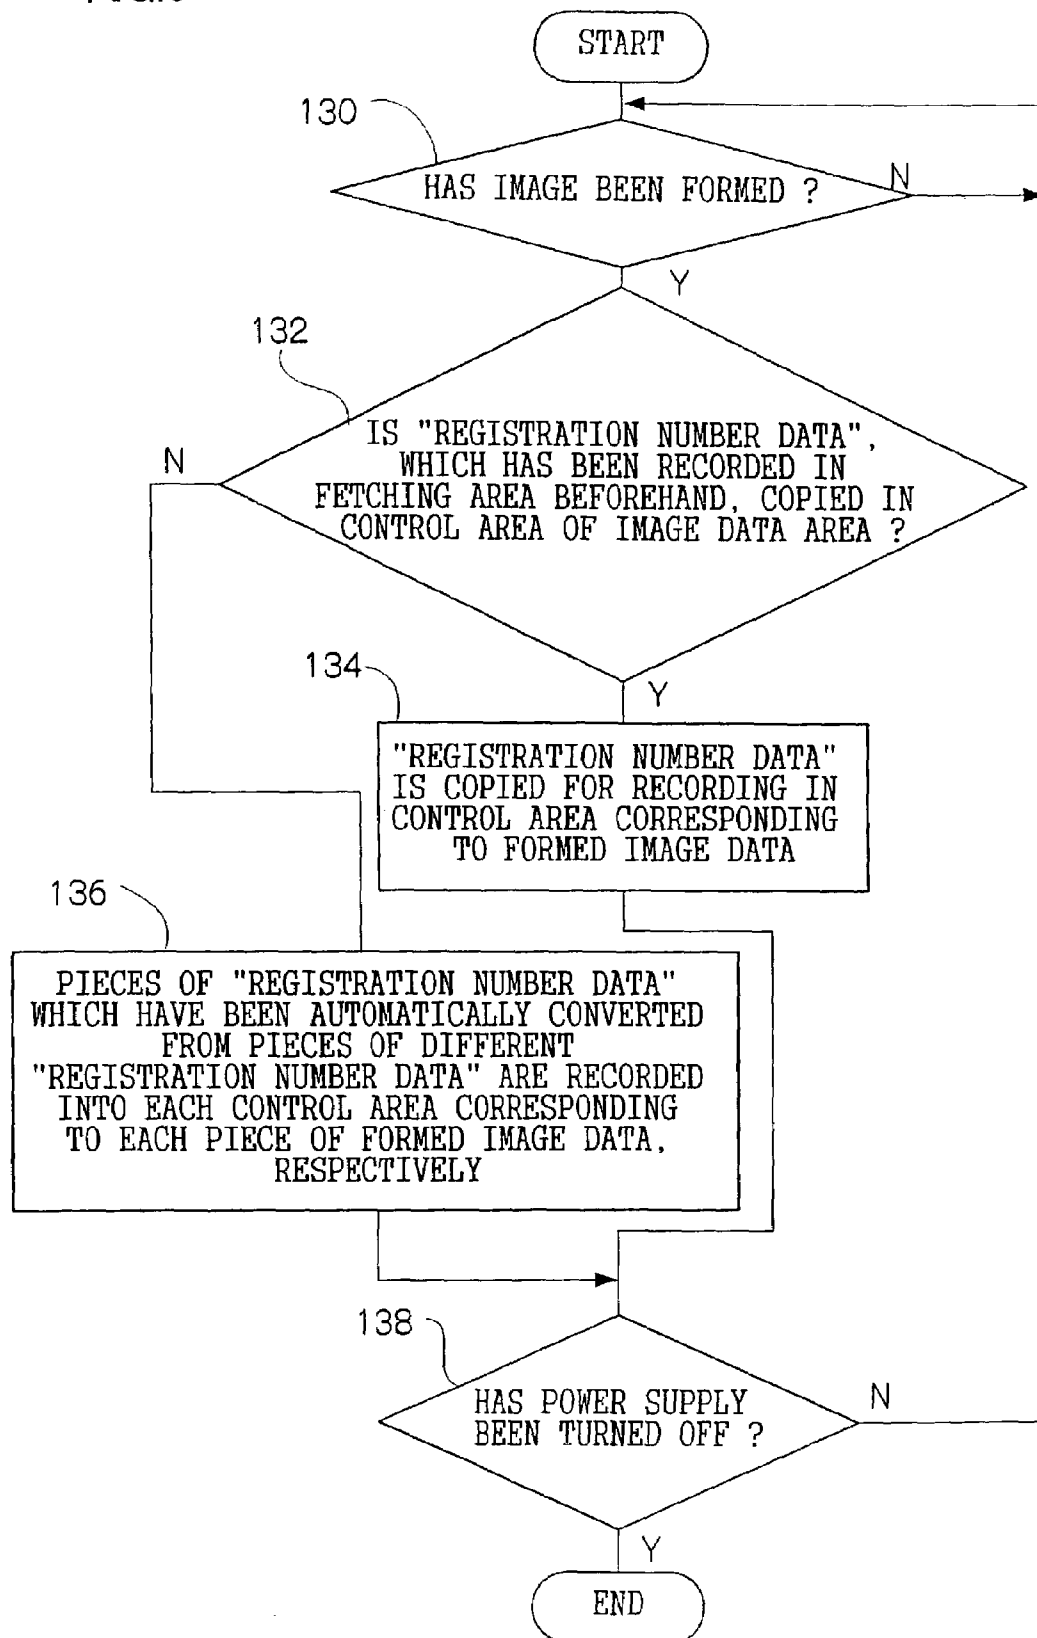 START
130
HAS IMAGE BEEN FORMED ?
N
Y
132
IS "REGISTRATION NUMBER DATA",
WHICH HAS BEEN RECORDED IN
FETCHING AREA BEFOREHAND, COPIED IN
CONTROL AREA OF IMAGE DATA AREA ?
N
Y
134
"REGISTRATION NUMBER DATA"
IS COPIED FOR RECORDING IN
CONTROL AREA CORRESPONDING
TO FORMED IMAGE DATA
136
PIECES OF "REGISTRATION NUMBER DATA"
WHICH HAVE BEEN AUTOMATICALLY CONVERTED
FROM PIECES OF DIFFERENT
"REGISTRATION NUMBER DATA" ARE RECORDED
INTO EACH CONTROL AREA CORRESPONDING
TO EACH PIECE OF FORMED IMAGE DATA,
RESPECTIVELY
138
HAS POWER SUPPLY
BEEN TURNED OFF ?
N
Y
END